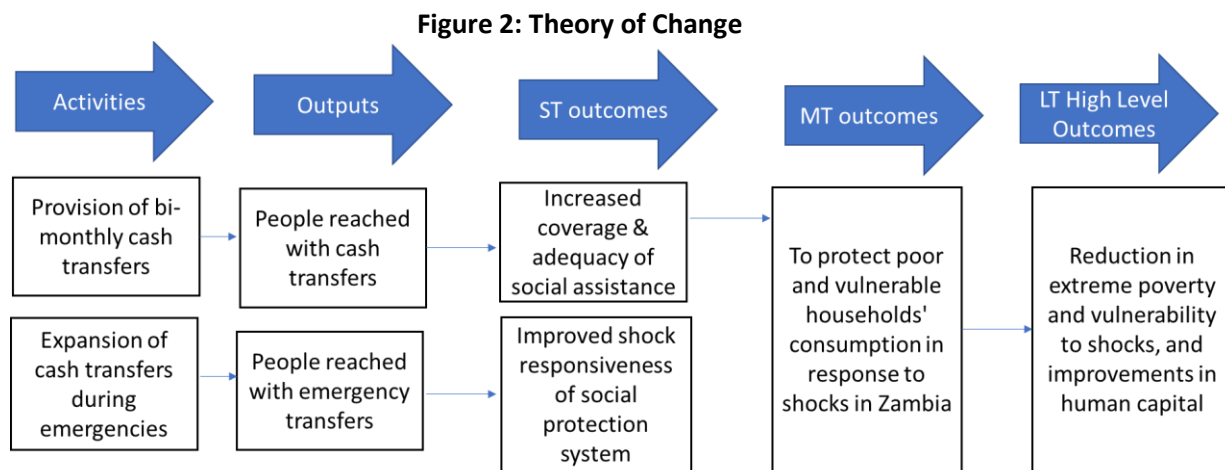 Figure 2: Theory of Change
Activities
Outputs
ST outcomes
MT outcomes
LT High Level
Outcomes
Provision of bi-
monthly cash
transfers
People reached
with cash
transfers
Increased
coverage &
adequacy of
social assistance
To protect poor
and vulnerable
households'
consumption in
response to
shocks in Zambia
Reduction in
extreme poverty
and vulnerability
to shocks, and
improvements in
human capital
Expansion of
cash transfers
during
emergencies
People reached
with emergency
transfers
Improved shock
responsiveness
of social
protection
system